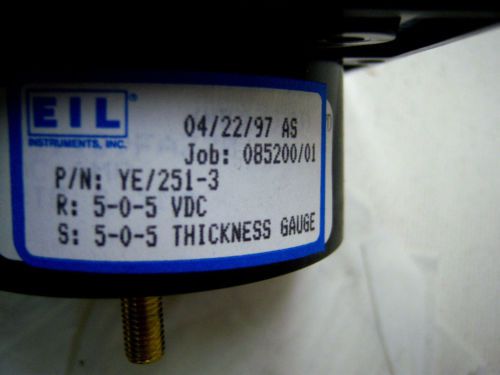 EIL®
INSTRUMENTS, INC.
04/22/97 AS
Job: 085200/01
P/N: YE/251-3
R: 5-0-5 VDC
S: 5-0-5 THICKNESS GAUGE